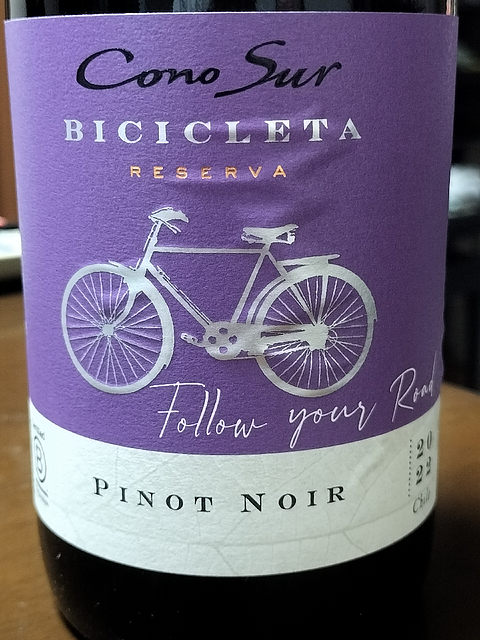 Cono Sur
BICICLETA
RESERVA
Follow your Road
PINOT NOIR
2022
Chile